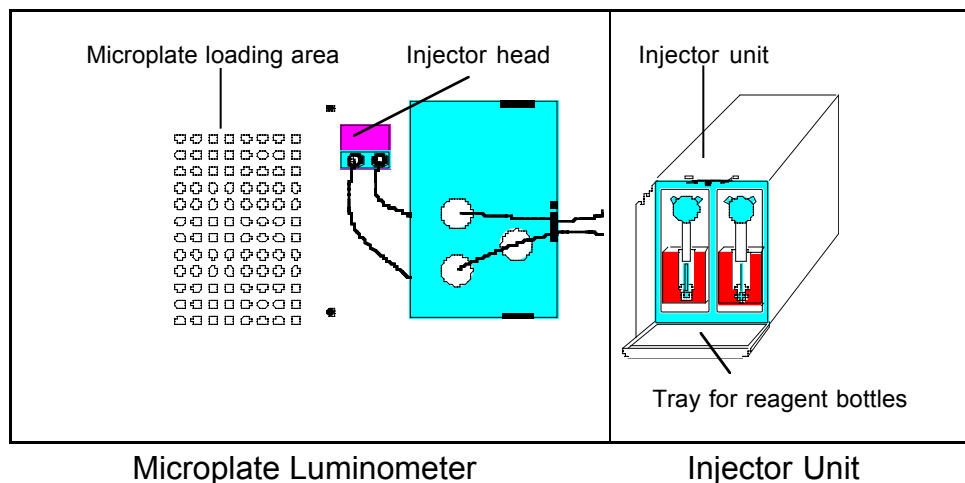 Microplate loading area
Injector head
Injector unit
Tray for reagent bottles
Microplate Luminometer
Injector Unit